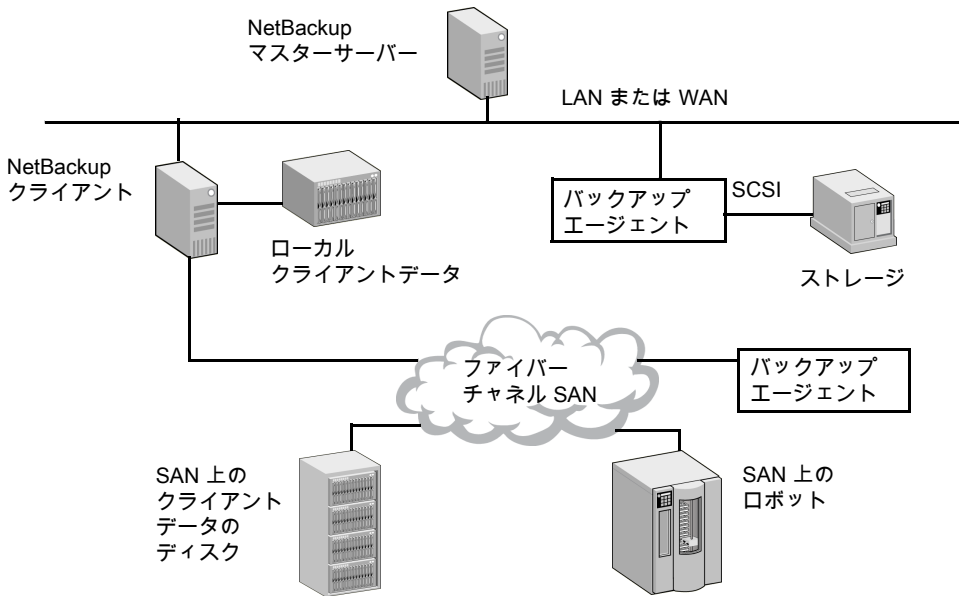 NetBackup
マスターサーバー
LAN または WAN
NetBackup
クライアント
ローカル
クライアントデータ
バックアップ
エージェント
SCSI
ストレージ
ファイバー
チャネル SAN
バックアップ
エージェント
SAN 上の
クライアント
データの
ディスク
SAN 上の
ロボット